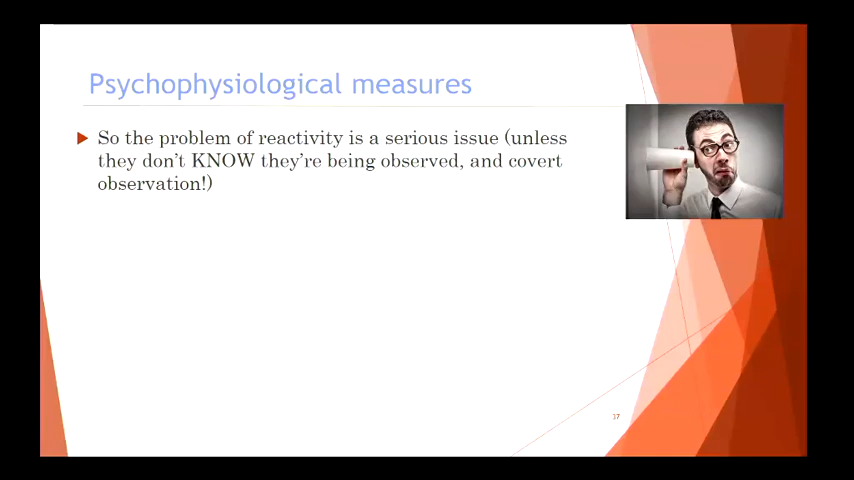 Psychophysiological measures
So the problem of reactivity is a serious issue (unless
they don't KNOW they're being observed, and covert
observation!)
17